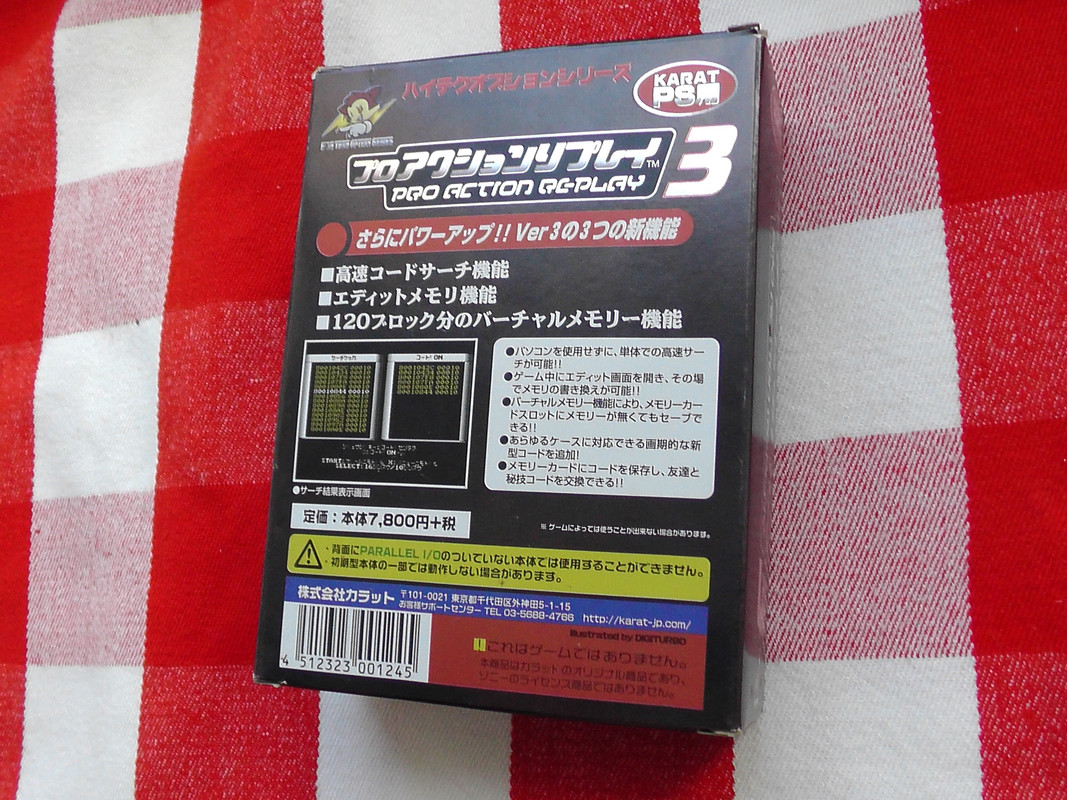 ハイテクオプションシリーズ
KARAT
PS用
プロアクションリプレイ™ 3
PRO ACTION REPLAY
さらにパワーアップ!! Ver 3の3つの新機能
■高速コードサーチ機能
■エディットメモリ機能
■120ブロック分のバーチャルメモリー機能
サーチケッカ
コード! ON
00010044 00010
●サーチ結果表示画面
●パソコンを使用せずに、単体での高速サー
チが可能!!
●ゲーム中にエディット画面を開き、その場
でメモリの書き換えが可能!!
●バーチャルメモリー機能により、メモリーカー
ドスロットにメモリーが無くてもセーブで
きる!!
●あらゆるケースに対応できる画期的な新
型コードを追加!
●メモリーカードにコードを保存し、友達と
秘技コードを交換できる!!
定価：本体7,800円+税
※ ゲームによっては使うことが出来ない場合があります。
・背面にPARALLEL I/Oのついていない本体では使用することができません。
・初期型本体の一部では動作しない場合があります。
株式会社カラット
〒101-0021 東京都千代田区外神田5-1-15
お客様サポートセンター TEL 03-5688-4766 http://karat-jp.com/
Illustrated by DIGITURBO
4 512323 001245
!これはゲームではありません。
本商品はカラットのオリジナル商品であり、
ソニーのライセンス商品ではありません。